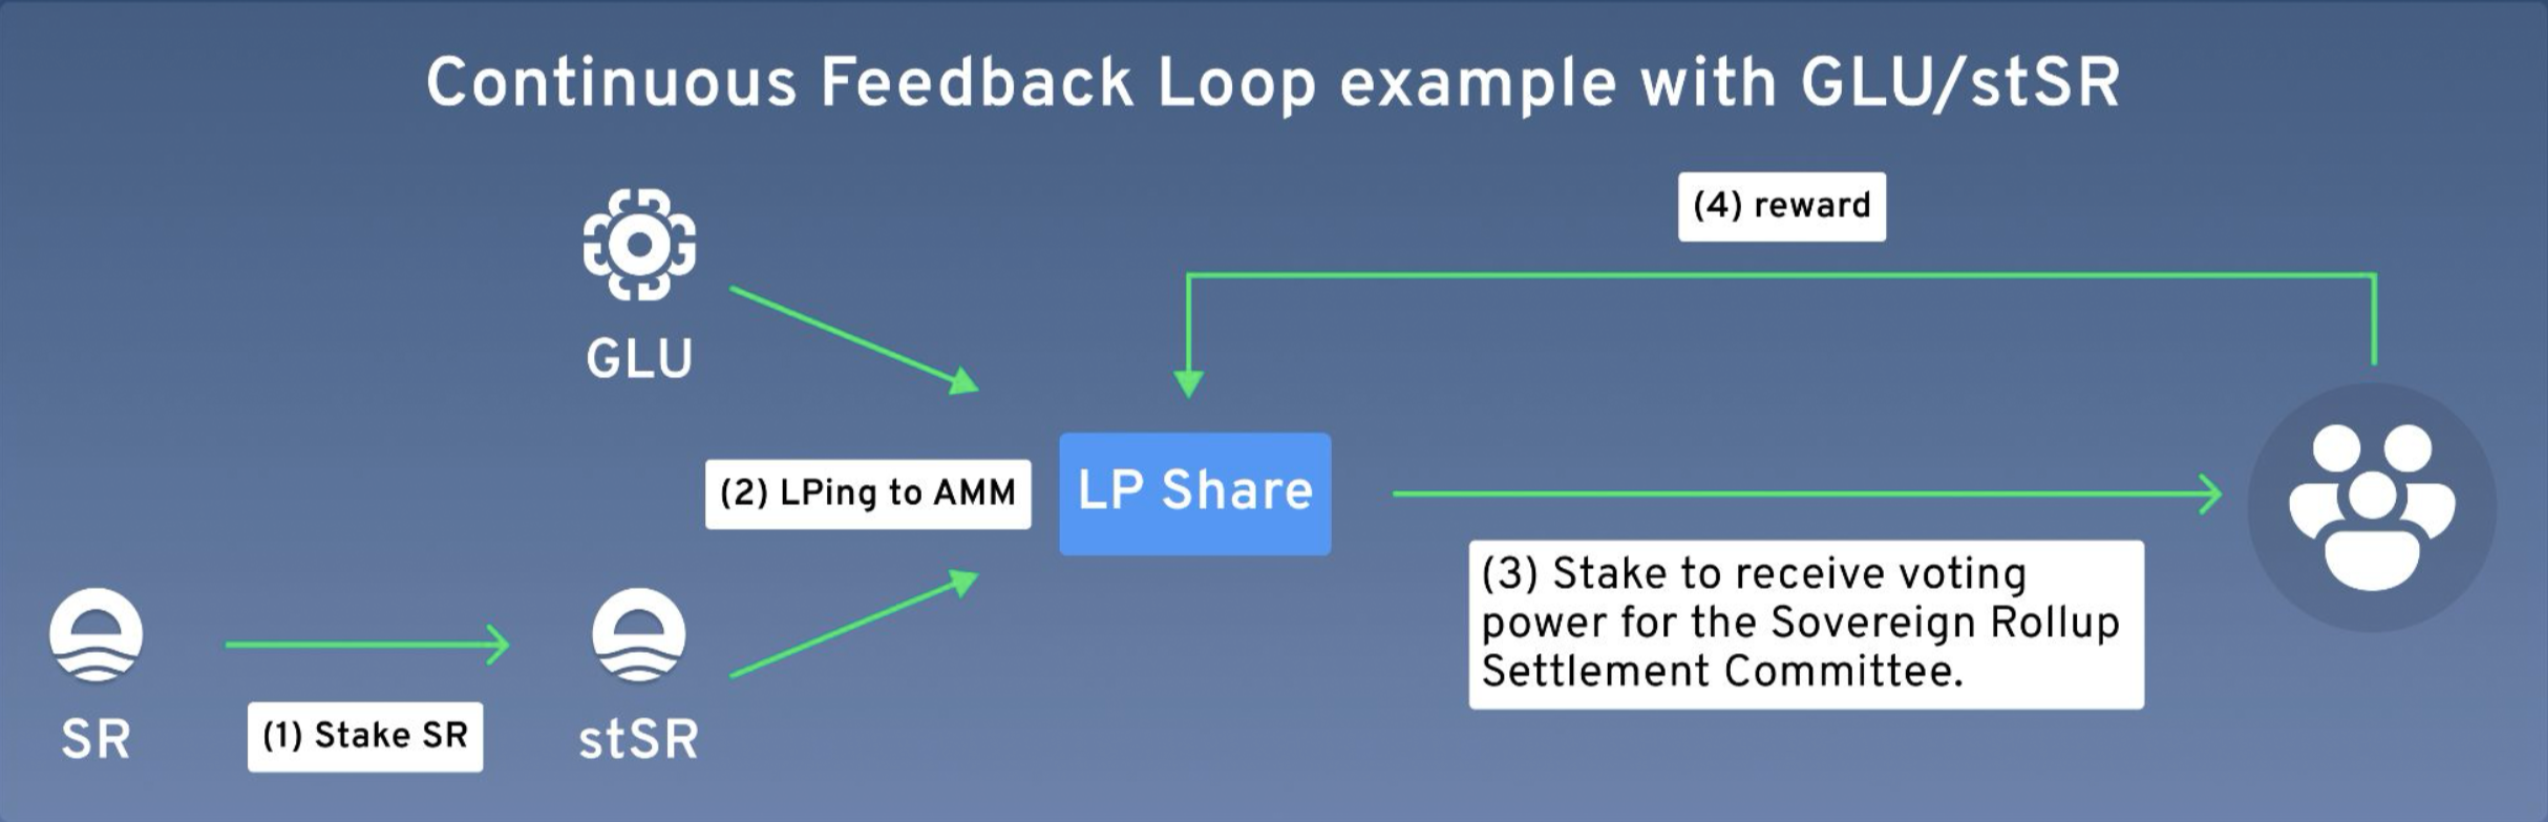 Continuous Feedback Loop example with GLU/stSR
(4) reward
GLU
(2) LPing to AMM
LP Share
(3) Stake to receive voting
power for the Sovereign Rollup
Settlement Committee.
SR
(1) Stake SR
stSR